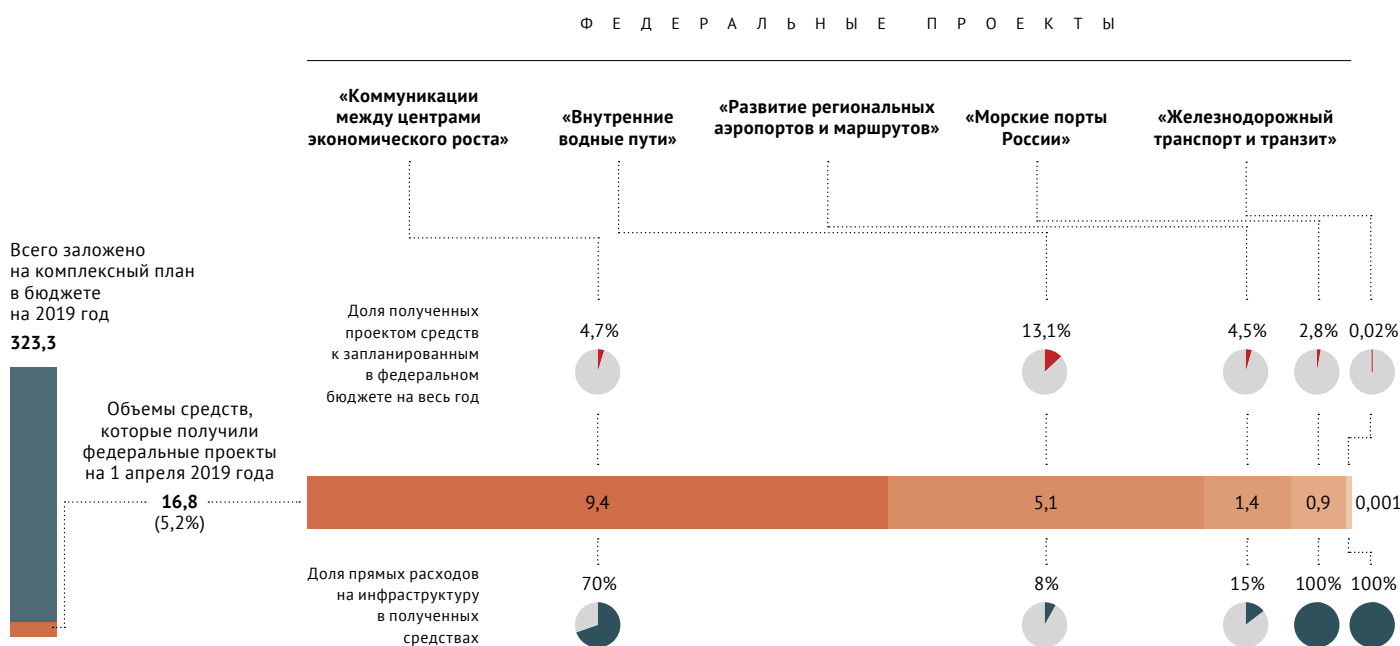 ФЕДЕРАЛЬНЫЕ ПРОЕКТЫ
«Коммуникации
между центрами
экономического роста»
«Внутренние
водные пути»
«Развитие региональных
аэропортов и маршрутов»
«Морские порты
России»
«Железнодорожный
транспорт и транзит»
Всего заложено
на комплексный план
в бюджете
на 2019 год
323,3
Доля полученных
проектом средств
к запланированным
в федеральном
бюджете на весь год
4,7%
13,1%
4,5%
2,8%
0,02%
Объемы средств,
которые получили
федеральные проекты
на 1 апреля 2019 года
16,8
(5,2%)
9,4
5,1
1,4
0,9
0,001
Доля прямых расходов
на инфраструктуру
в полученных
средствах
70%
8%
15%
100%
100%